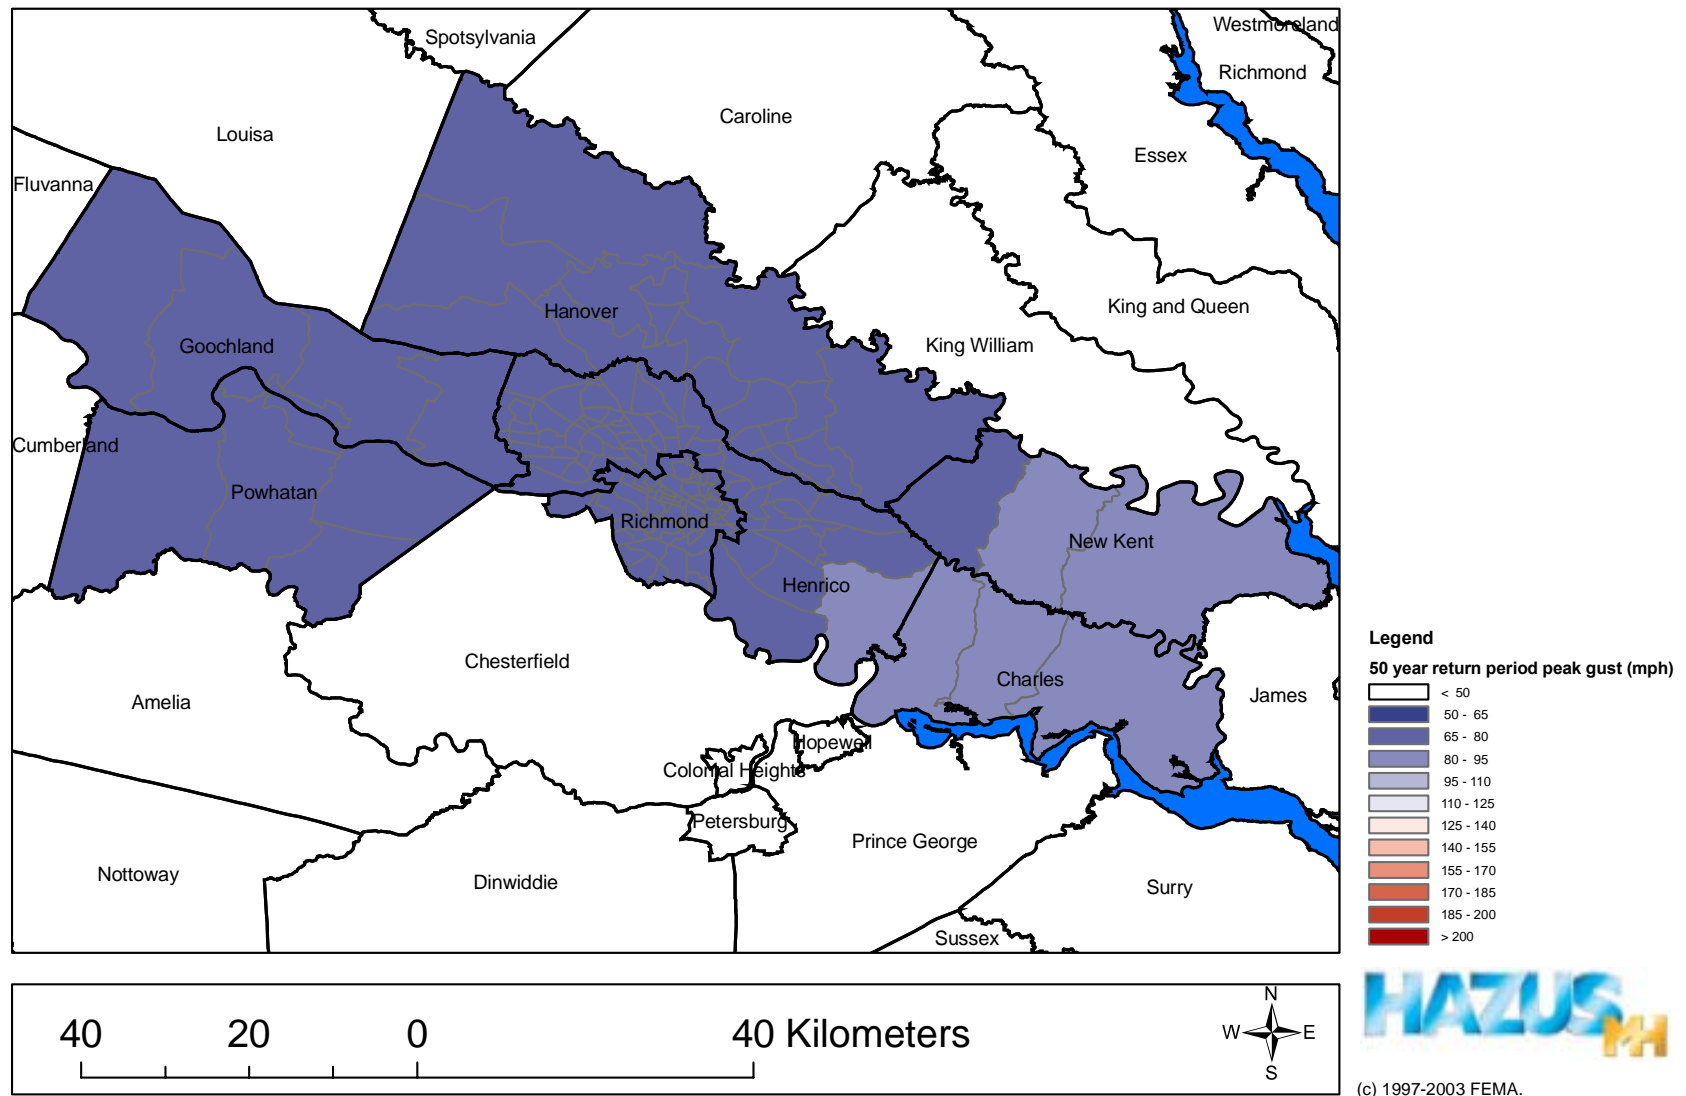 Westmoreland
Spotsylvania
Richmond
Caroline
Louisa
Essex
Fluvanna
King and Queen
Hanover
King William
Goochland
Cumberland
Powhatan
Richmond
New Kent
Henrico
Chesterfield
Charles
James
Amelia
Hopewell
Colonial Heights
Petersburg
Prince George
Nottoway
Dinwiddie
Surry
Sussex
Legend
50 year return period peak gust (mph)
< 50
50 - 65
65 - 80
80 - 95
95 - 110
110 - 125
125 - 140
140 - 155
155 - 170
170 - 185
185 - 200
> 200
40 20 0 40 Kilometers
N
W E
S
HAZUS MH
(c) 1997-2003 FEMA.